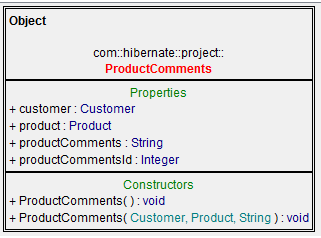 Object
com::hibernate::project::
ProductComments
Properties
+ customer : Customer
+ product : Product
+ productComments : String
+ productCommentsId : Integer
Constructors
+ ProductComments( ) : void
+ ProductComments( Customer, Product, String ) : void